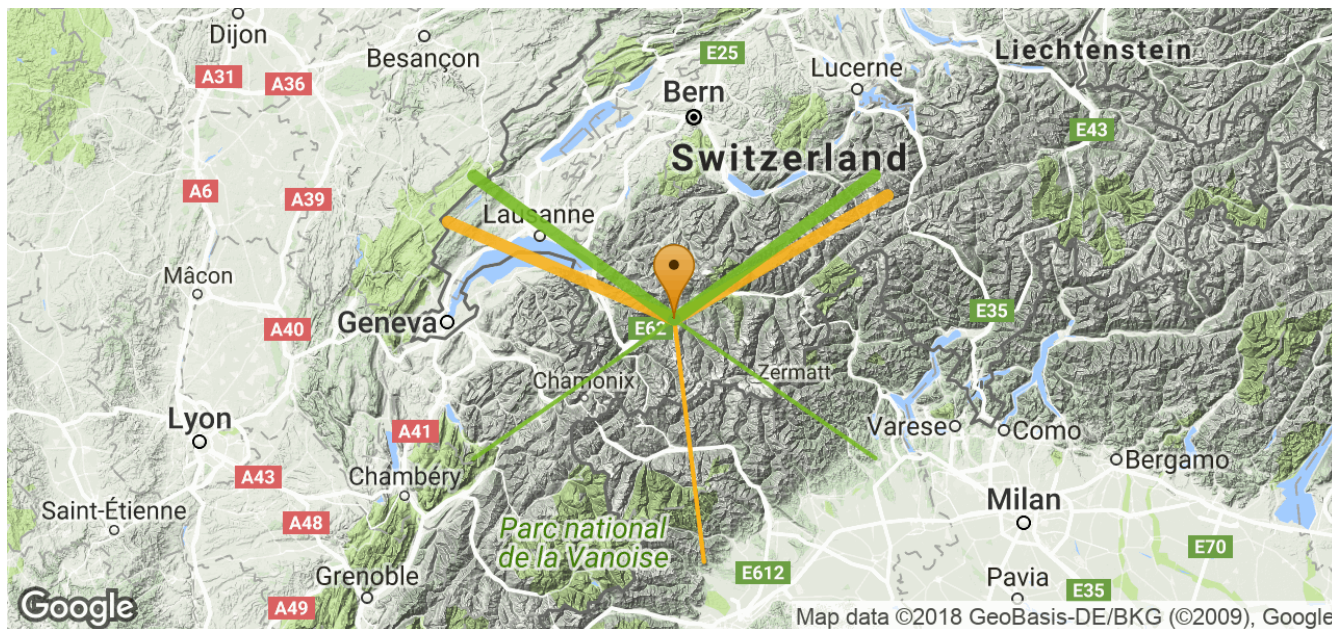 Dijon
Besançon
E25
Liechtenstein
A31
A36
Lucerne
Bern
E43
Switzerland
A6
A39
Lausanne
Mâcon
Geneva
E62
E35
A40
Chamonix
Zermatt
Lyon
A41
Varese
Como
A43
Chambéry
Bergamo
Saint-Étienne
A48
Milan
Parc national
de la Vanoise
E70
Grenoble
E612
Pavia
E35
A49
Google
Map data ©2018 GeoBasis-DE/BKG (©2009), Google